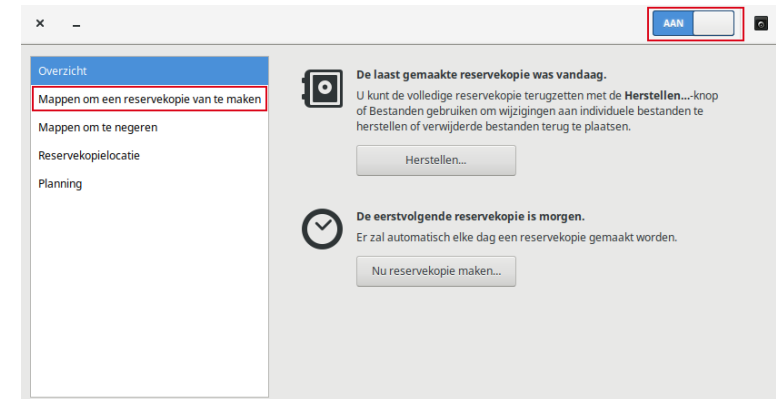 AAN
Overzicht
Mappen om een reservekopie van te maken
Mappen om te negeren
Reservekopielocatie
Planning
De laast gemaakte reservekopie was vandaag.
U kunt de volledige reservekopie terugzetten met de Herstellen...-knop
of Bestanden gebruiken om wijzigingen aan individuele bestanden te
herstellen of verwijderde bestanden terug te plaatsen.
Herstellen...
De eerstvolgende reservekopie is morgen.
Er zal automatisch elke dag een reservekopie gemaakt worden.
Nu reservekopie maken...